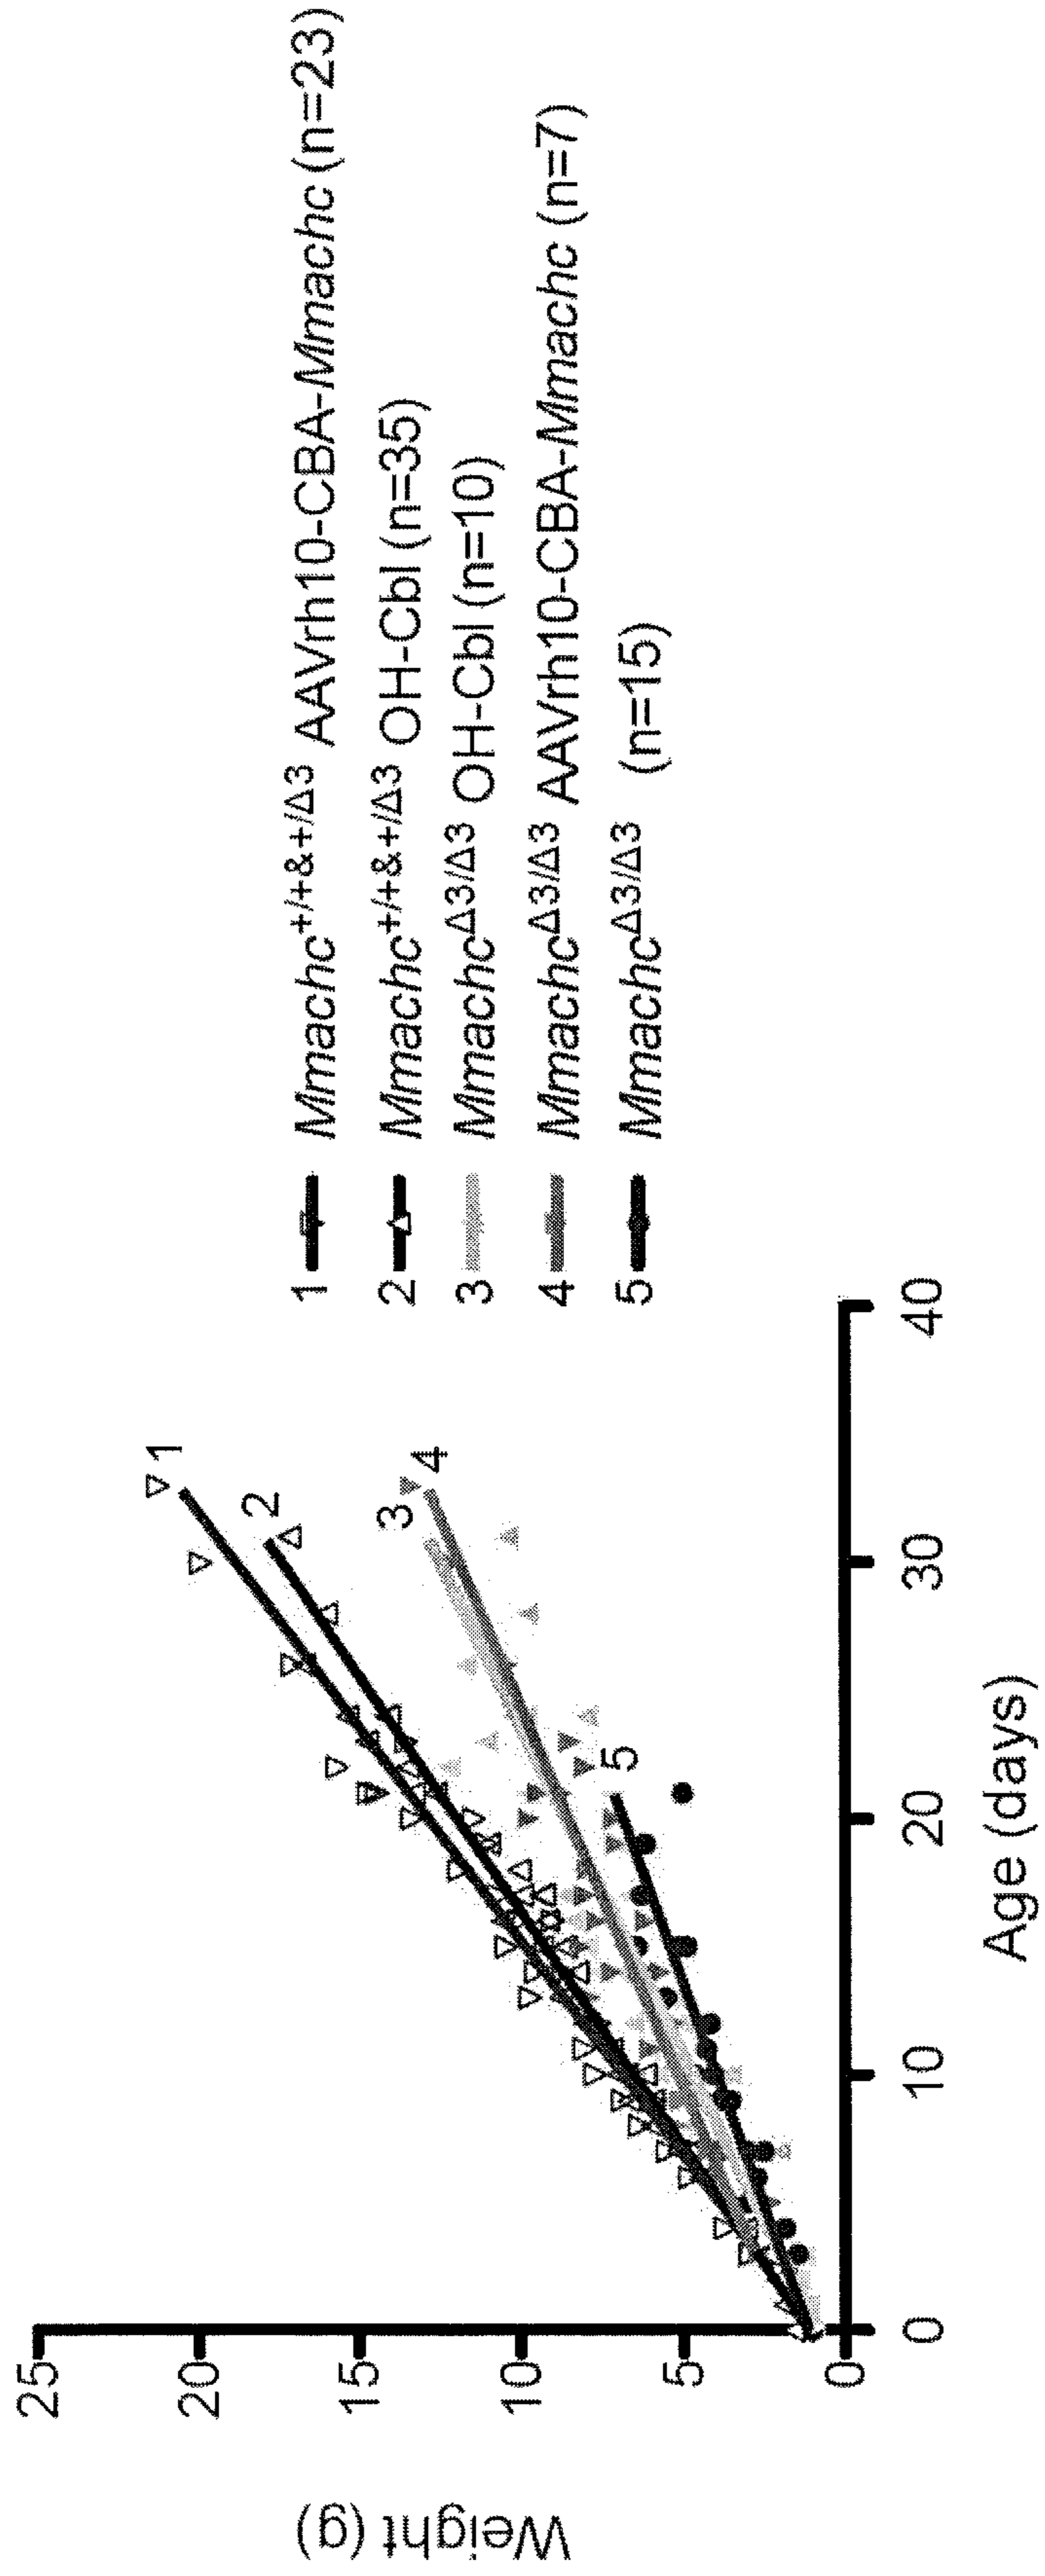 Weight (g)
25
20
15
10
5
0
0
10
20
30
40
Age (days)
1
2
3
4
5
1 Mmachc+/+&+/Δ3 AAVrh10-CBA-Mmachc (n=23)
2 Mmachc+/+&+/Δ3 OH-Cbl (n=35)
3 MmachcΔ3/Δ3 OH-Cbl (n=10)
4 MmachcΔ3/Δ3 AAVrh10-CBA-Mmachc (n=7)
5 MmachcΔ3/Δ3 (n=15)